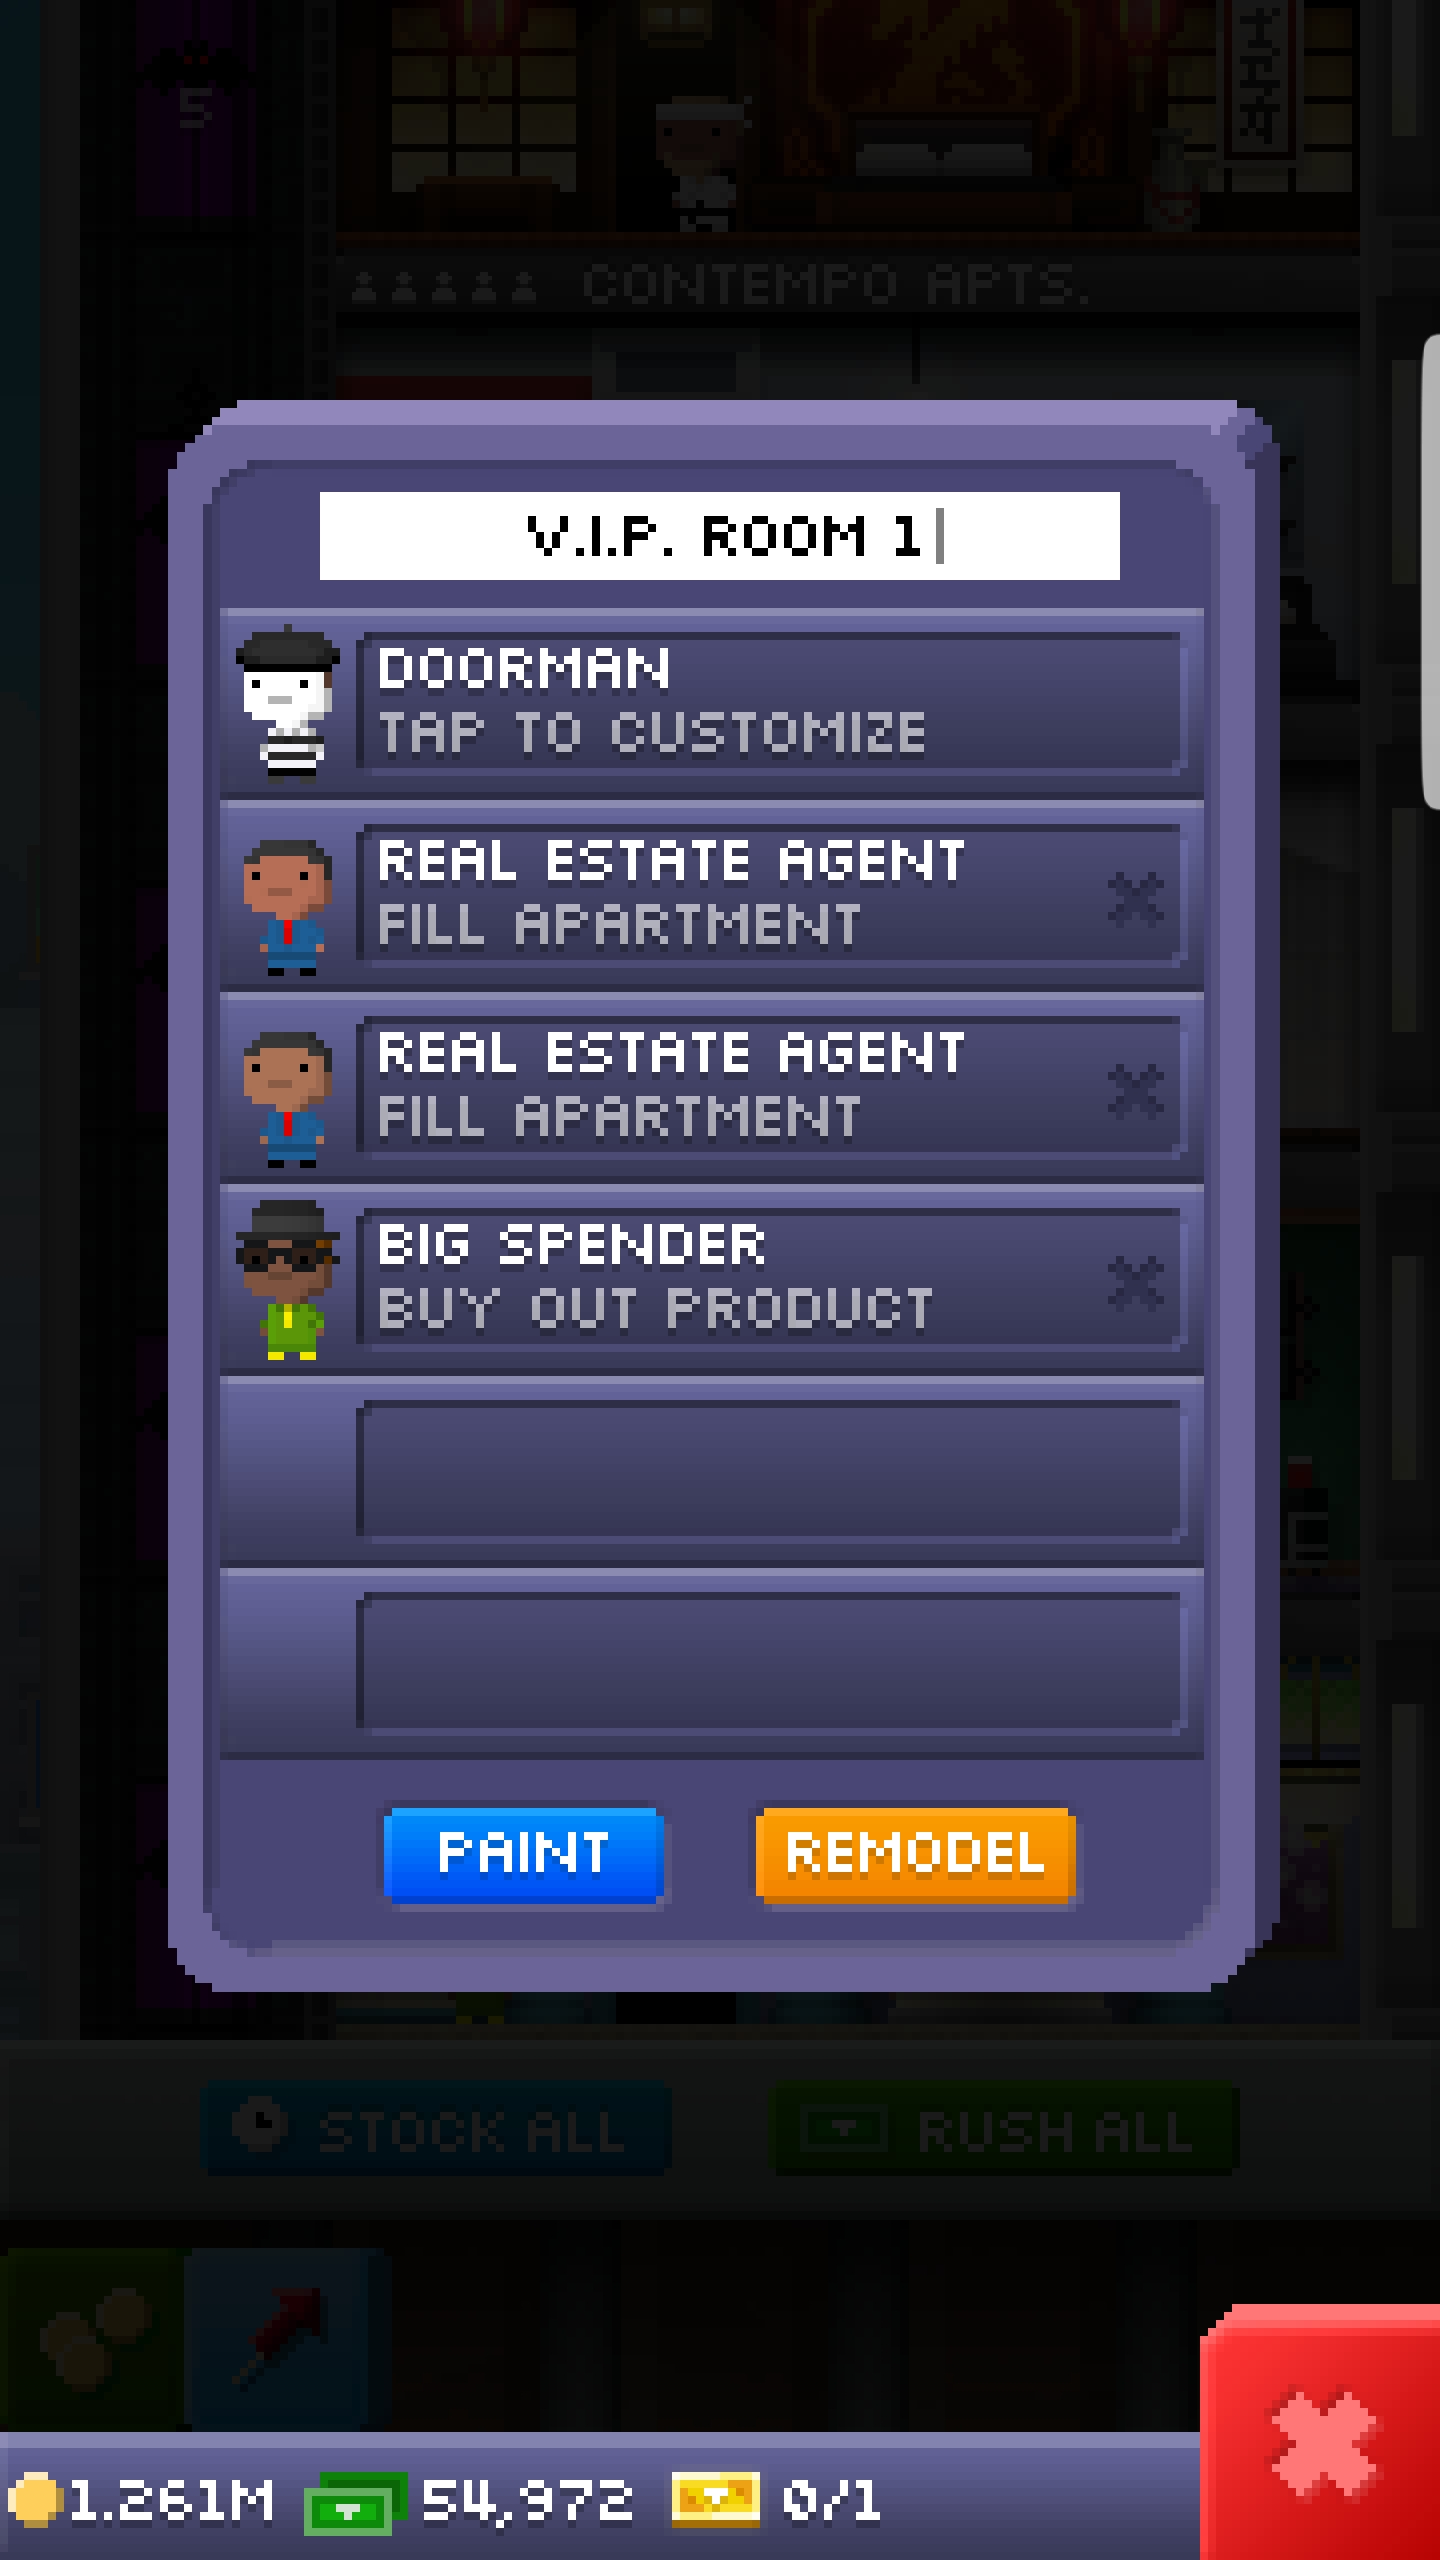 5
CONTEMPO APTS.
V.I.P. ROOM 1
DOORMAN
TAP TO CUSTOMIZE
REAL ESTATE AGENT
FILL APARTMENT
REAL ESTATE AGENT
FILL APARTMENT
BIG SPENDER
BUY OUT PRODUCT
PAINT
REMODEL
STOCK ALL
RUSH ALL
1.261M
54,972
0/1